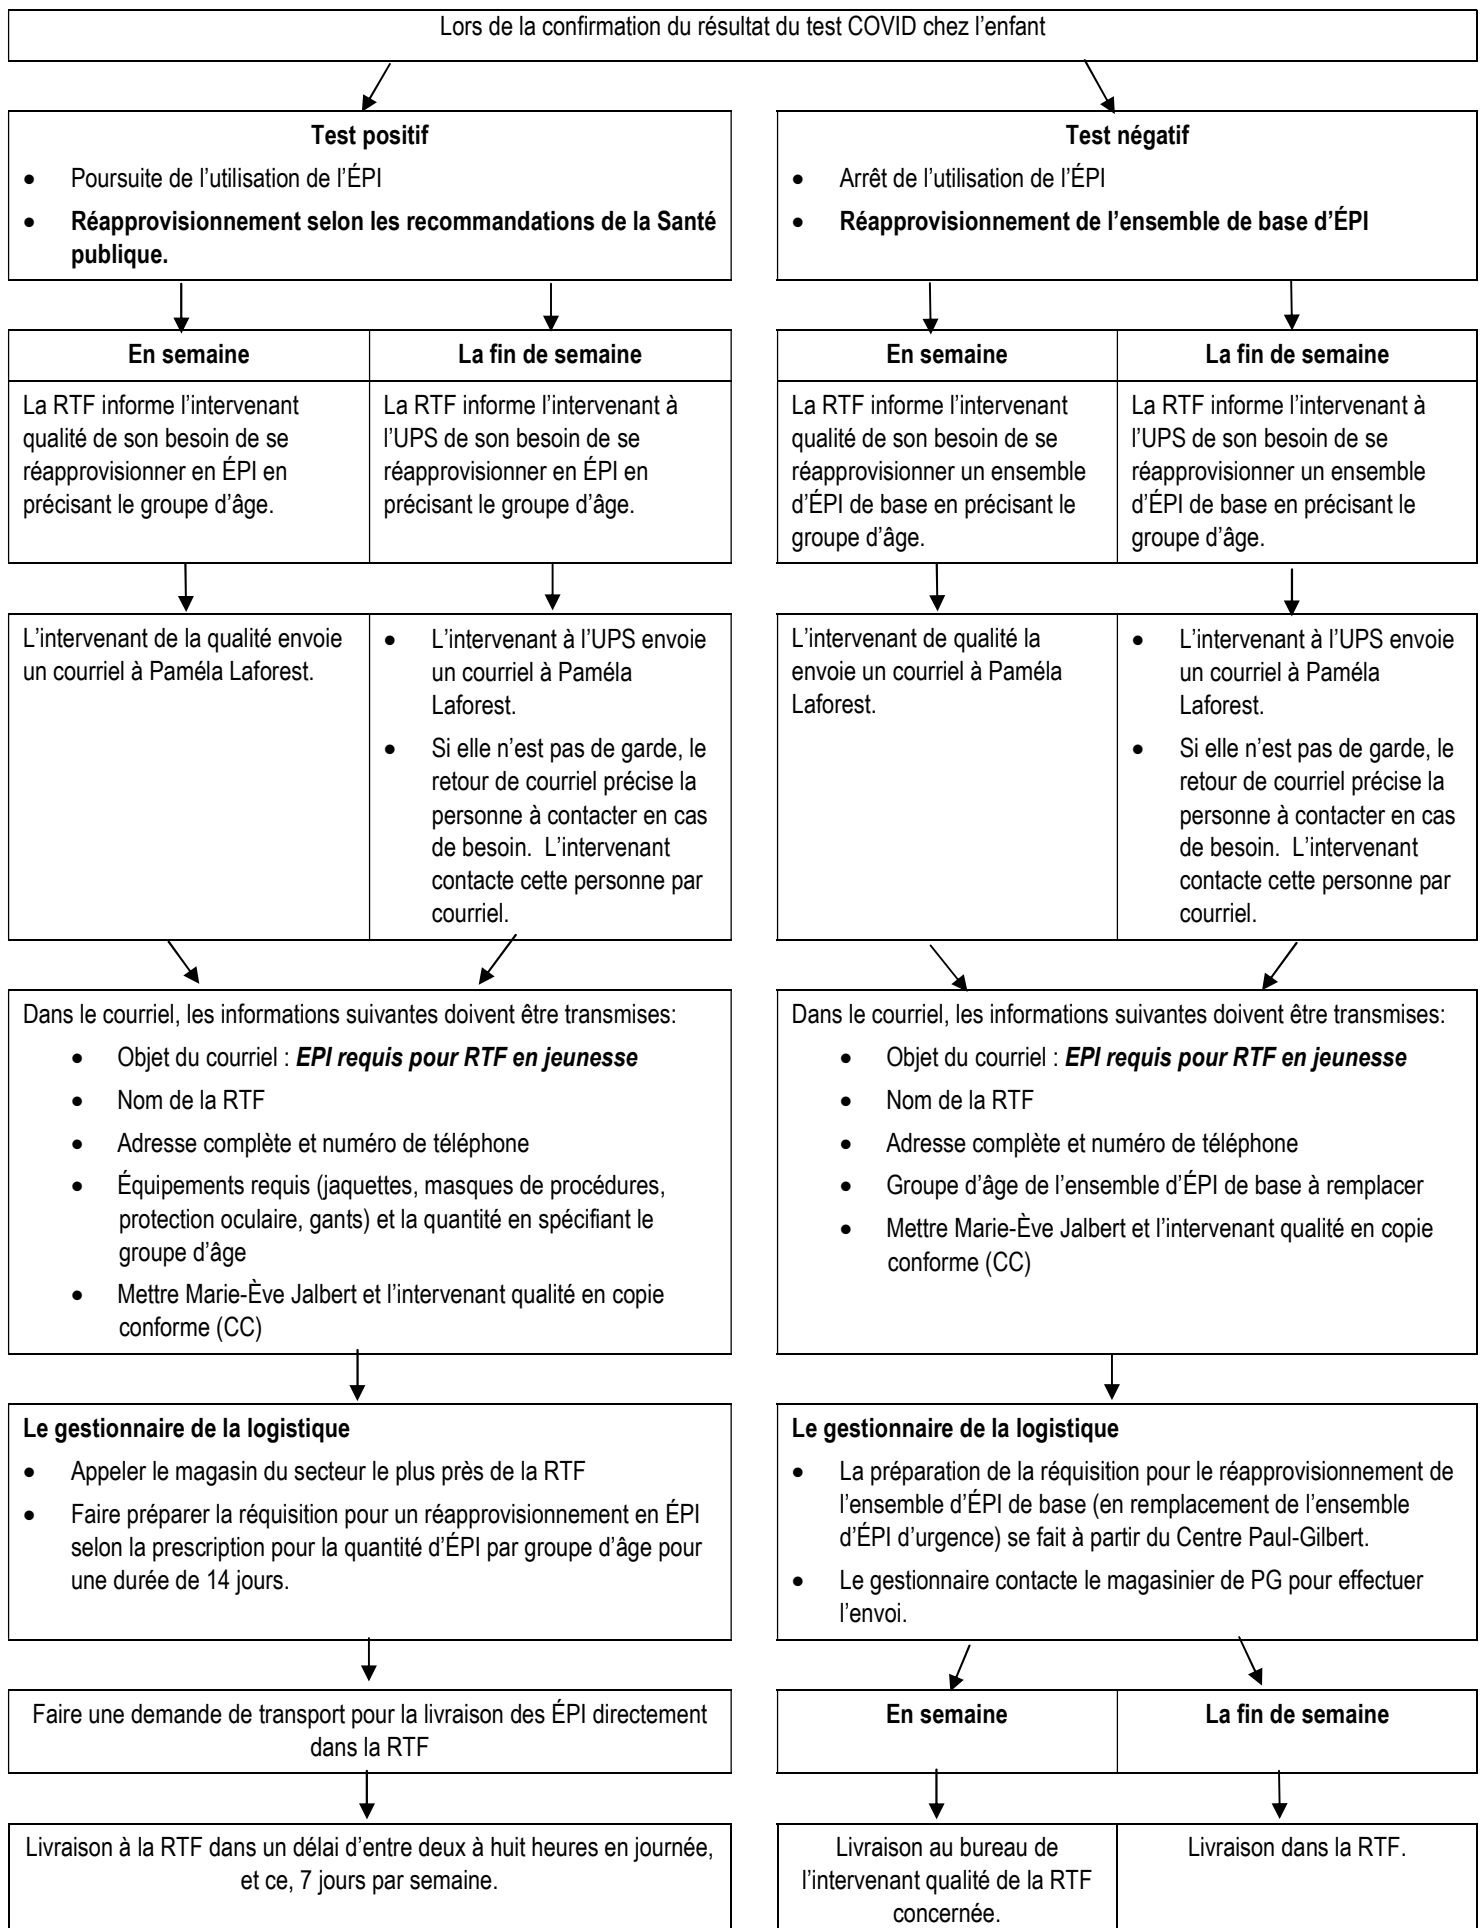 Lors de la confirmation du résultat du test COVID chez l'enfant
Test positif
• Poursuite de l'utilisation de l'ÉPI
• Réapprovisionnement selon les recommandations de la Santé
publique.
Test négatif
• Arrêt de l'utilisation de l'ÉPI
• Réapprovisionnement de l'ensemble de base d'ÉPI
En semaine
La RTF informe l'intervenant
qualité de son besoin de se
réapprovisionner en ÉPI en
précisant le groupe d'âge.
La fin de semaine
La RTF informe l'intervenant à
l'UPS de son besoin de se
réapprovisionner en ÉPI en
précisant le groupe d'âge.
En semaine
La RTF informe l'intervenant
qualité de son besoin de se
réapprovisionner un ensemble
d'ÉPI de base en précisant le
groupe d'âge.
La fin de semaine
La RTF informe l'intervenant à
l'UPS de son besoin de se
réapprovisionner un ensemble
d'ÉPI de base en précisant le
groupe d'âge.
L'intervenant de la qualité envoie
un courriel à Paméla Laforest.
• L'intervenant à l'UPS envoie
un courriel à Paméla
Laforest.
• Si elle n'est pas de garde, le
retour de courriel précise la
personne à contacter en cas
de besoin. L'intervenant
contacte cette personne par
courriel.
L'intervenant de qualité la
envoie un courriel à Paméla
Laforest.
• L'intervenant à l'UPS envoie
un courriel à Paméla
Laforest.
• Si elle n'est pas de garde, le
retour de courriel précise la
personne à contacter en cas
de besoin. L'intervenant
contacte cette personne par
courriel.
Dans le courriel, les informations suivantes doivent être transmises:
• Objet du courriel : EPI requis pour RTF en jeunesse
• Nom de la RTF
• Adresse complète et numéro de téléphone
• Équipements requis (jaquettes, masques de procédures,
protection oculaire, gants) et la quantité en spécifiant le
groupe d'âge
• Mettre Marie-Ève Jalbert et l'intervenant qualité en copie
conforme (CC)
Dans le courriel, les informations suivantes doivent être transmises:
• Objet du courriel : EPI requis pour RTF en jeunesse
• Nom de la RTF
• Adresse complète et numéro de téléphone
• Groupe d'âge de l'ensemble d'ÉPI de base à remplacer
• Mettre Marie-Ève Jalbert et l'intervenant qualité en copie
conforme (CC)
Le gestionnaire de la logistique
• Appeler le magasin du secteur le plus près de la RTF
• Faire préparer la réquisition pour un réapprovisionnement en ÉPI
selon la prescription pour la quantité d'ÉPI par groupe d'âge pour
une durée de 14 jours.
Le gestionnaire de la logistique
• La préparation de la réquisition pour le réapprovisionnement de
l'ensemble d'ÉPI de base (en remplacement de l'ensemble
d'ÉPI d'urgence) se fait à partir du Centre Paul-Gilbert.
• Le gestionnaire contacte le magasinier de PG pour effectuer
l'envoi.
Faire une demande de transport pour la livraison des ÉPI directement
dans la RTF
En semaine
La fin de semaine
Livraison à la RTF dans un délai d'entre deux à huit heures en journée,
et ce, 7 jours par semaine.
Livraison au bureau de
l'intervenant qualité de la RTF
concernée.
Livraison dans la RTF.